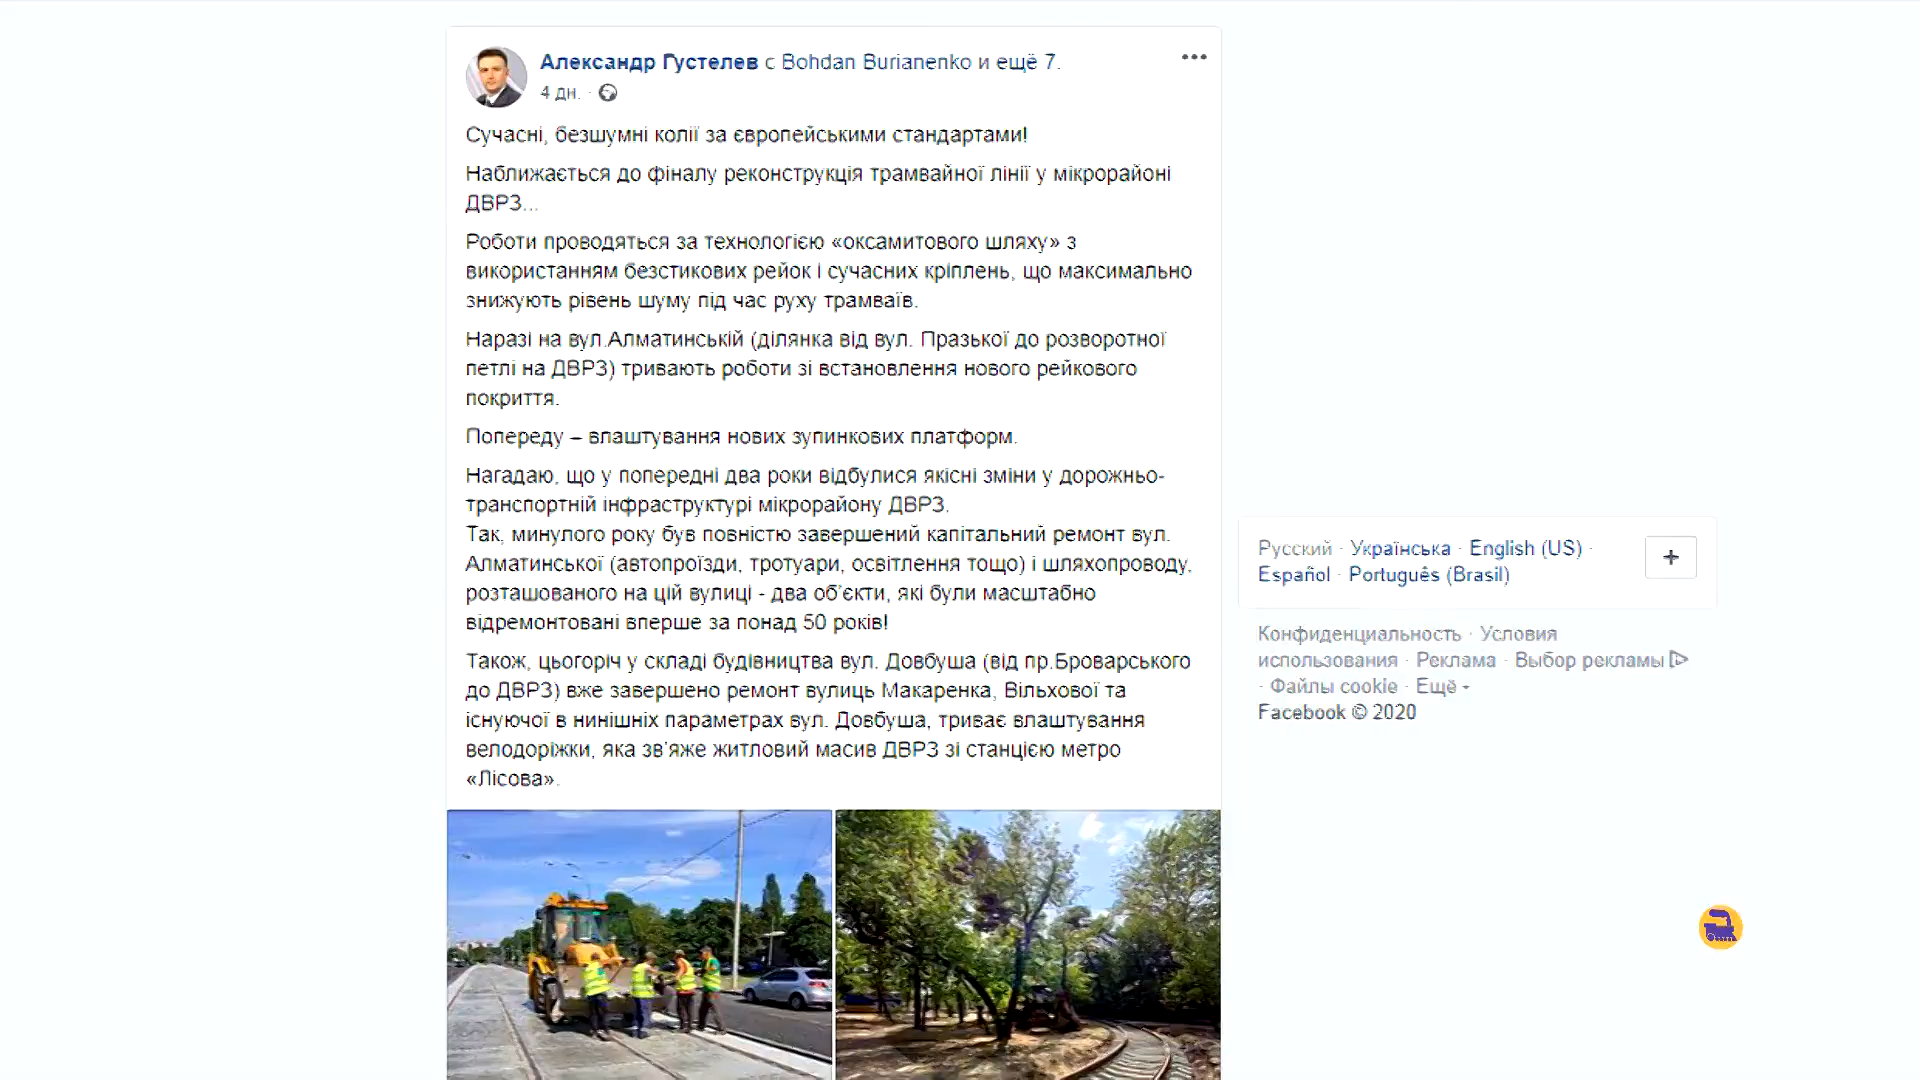 Александр Густелев с Bohdan Burianenko и ещё 7.
4 дн. ·
Сучасні, безшумні колії за європейськими стандартами!
Наближається до фіналу реконструкція трамвайної лінії у мікрорайоні
ДВРЗ...
Роботи проводяться за технологією «оксамитового шляху» з
використанням безстикових рейок і сучасних кріплень, що максимально
знижують рівень шуму під час руху трамваїв.
Наразі на вул.Алматинській (ділянка від вул. Празької до розворотної
петлі на ДВРЗ) тривають роботи зі встановлення нового рейкового
покриття.
Попереду – влаштування нових зупинкових платформ.
Нагадаю, що у попередні два роки відбулися якісні зміни у дорожньо-
транспортній інфраструктурі мікрорайону ДВРЗ.
Так, минулого року був повністю завершений капітальний ремонт вул.
Алматинської (автопроїзди, тротуари, освітлення тощо) і шляхопроводу,
розташованого на цій вулиці - два об'єкти, які були масштабно
відремонтовані вперше за понад 50 років!
Також, цьогоріч у складі будівництва вул. Довбуша (від пр.Броварського
до ДВРЗ) вже завершено ремонт вулиць Макаренка, Вільхової та
існуючої в нинішніх параметрах вул. Довбуша, триває влаштування
велодоріжки, яка зв'яже житловий масив ДВРЗ зі станцією метро
«Лісова».
Русский · Українська · English (US) ·
Español · Português (Brasil)
Конфиденциальность · Условия
использования · Реклама · Выбор рекламы
· Файлы cookie · Ещё
Facebook © 2020